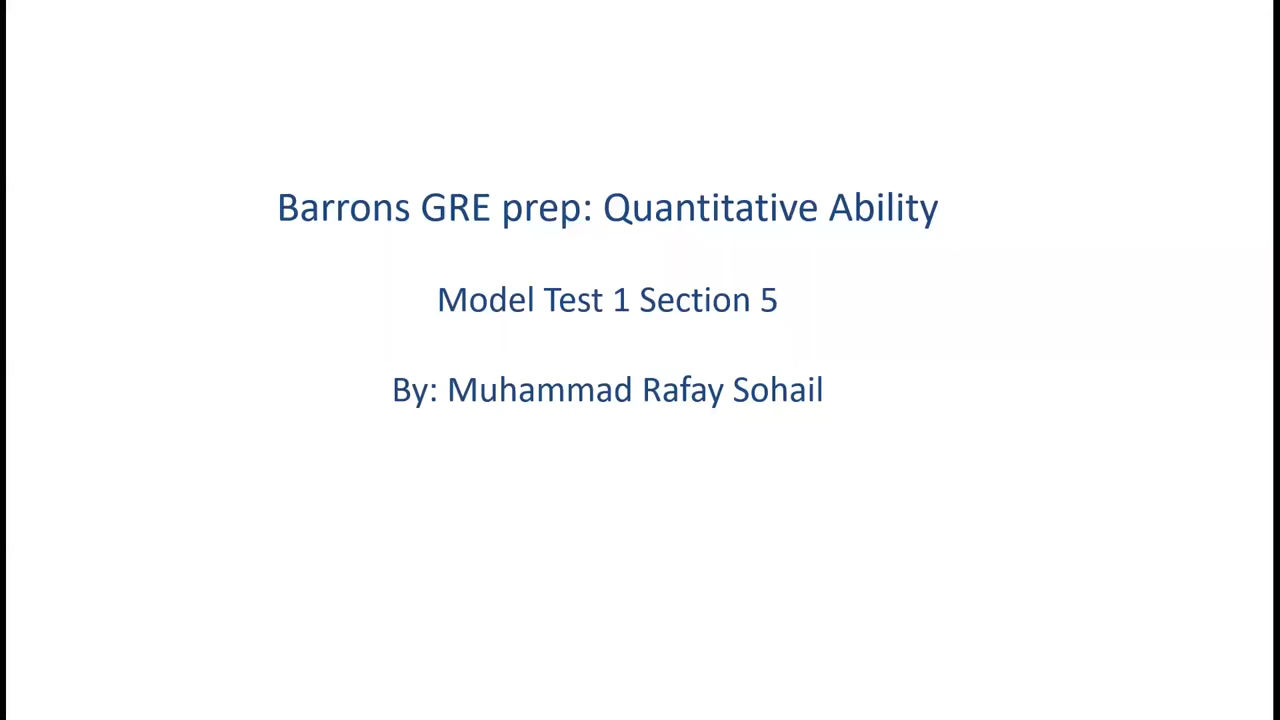 Barrons GRE prep: Quantitative Ability
Model Test 1 Section 5
By: Muhammad Rafay Sohail